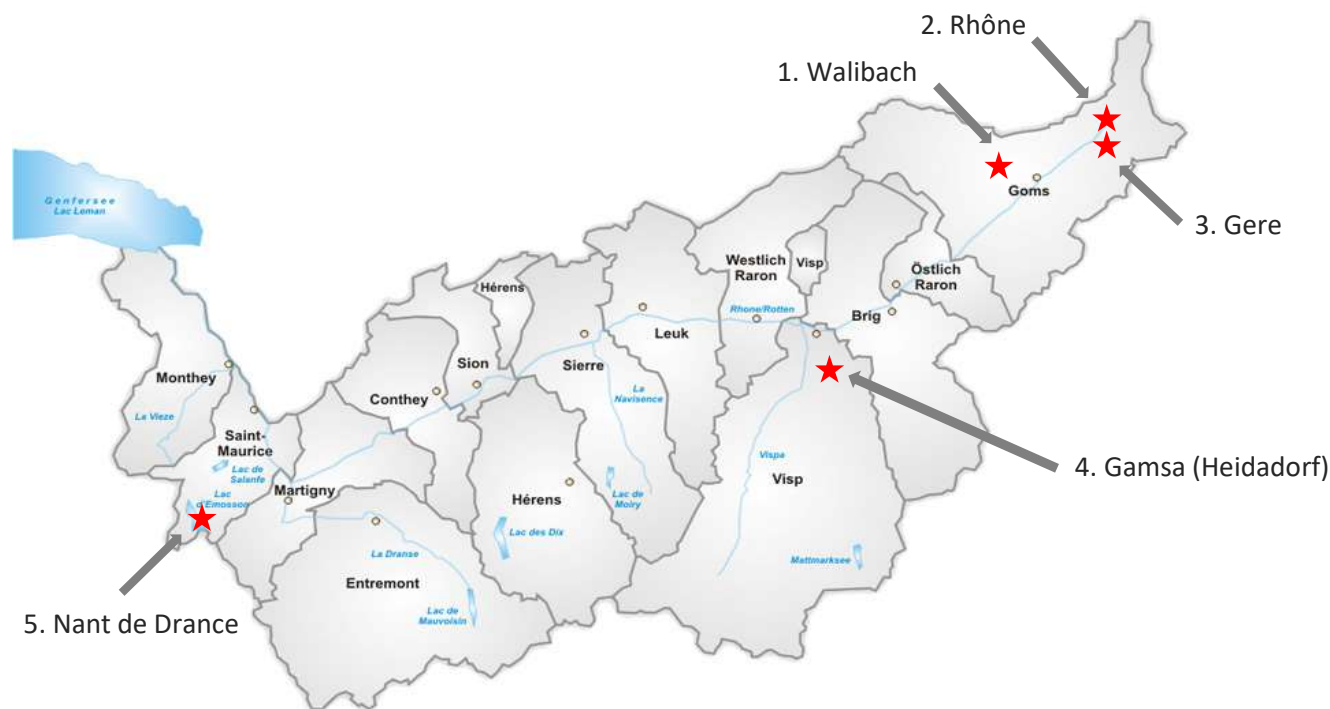 2. Rhône
1. Walibach
Goms
3. Gere
Genfersee
Lac Leman
Westlich
Raron
Visp
Östlich
Raron
Hérens
Rhone/Rotten
Brig
Leuk
Monthey
Sion
Sierre
Conthey
La
Navisence
La Vieze
Saint-
Maurice
Lac de
Salanfe
Lac
d'Emosson
Martigny
Vispa
Visp
4. Gamsa (Heidadorf)
Hérens
Lac de
Moiry
Lac des Dix
La Dranse
Mattmarksee
Entremont
Lac de
Mauvoisin
5. Nant de Drance